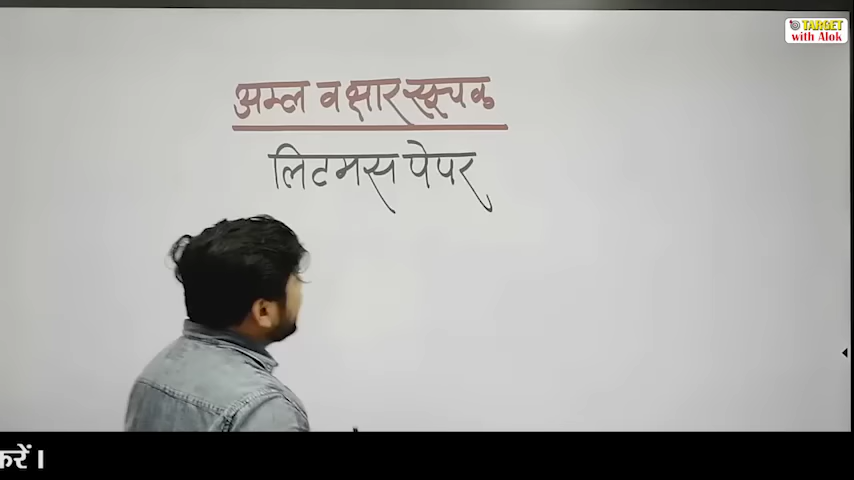 TARGET
with Alok
अम्ल व क्षार सूचक
लिटमस पेपर
करें ।